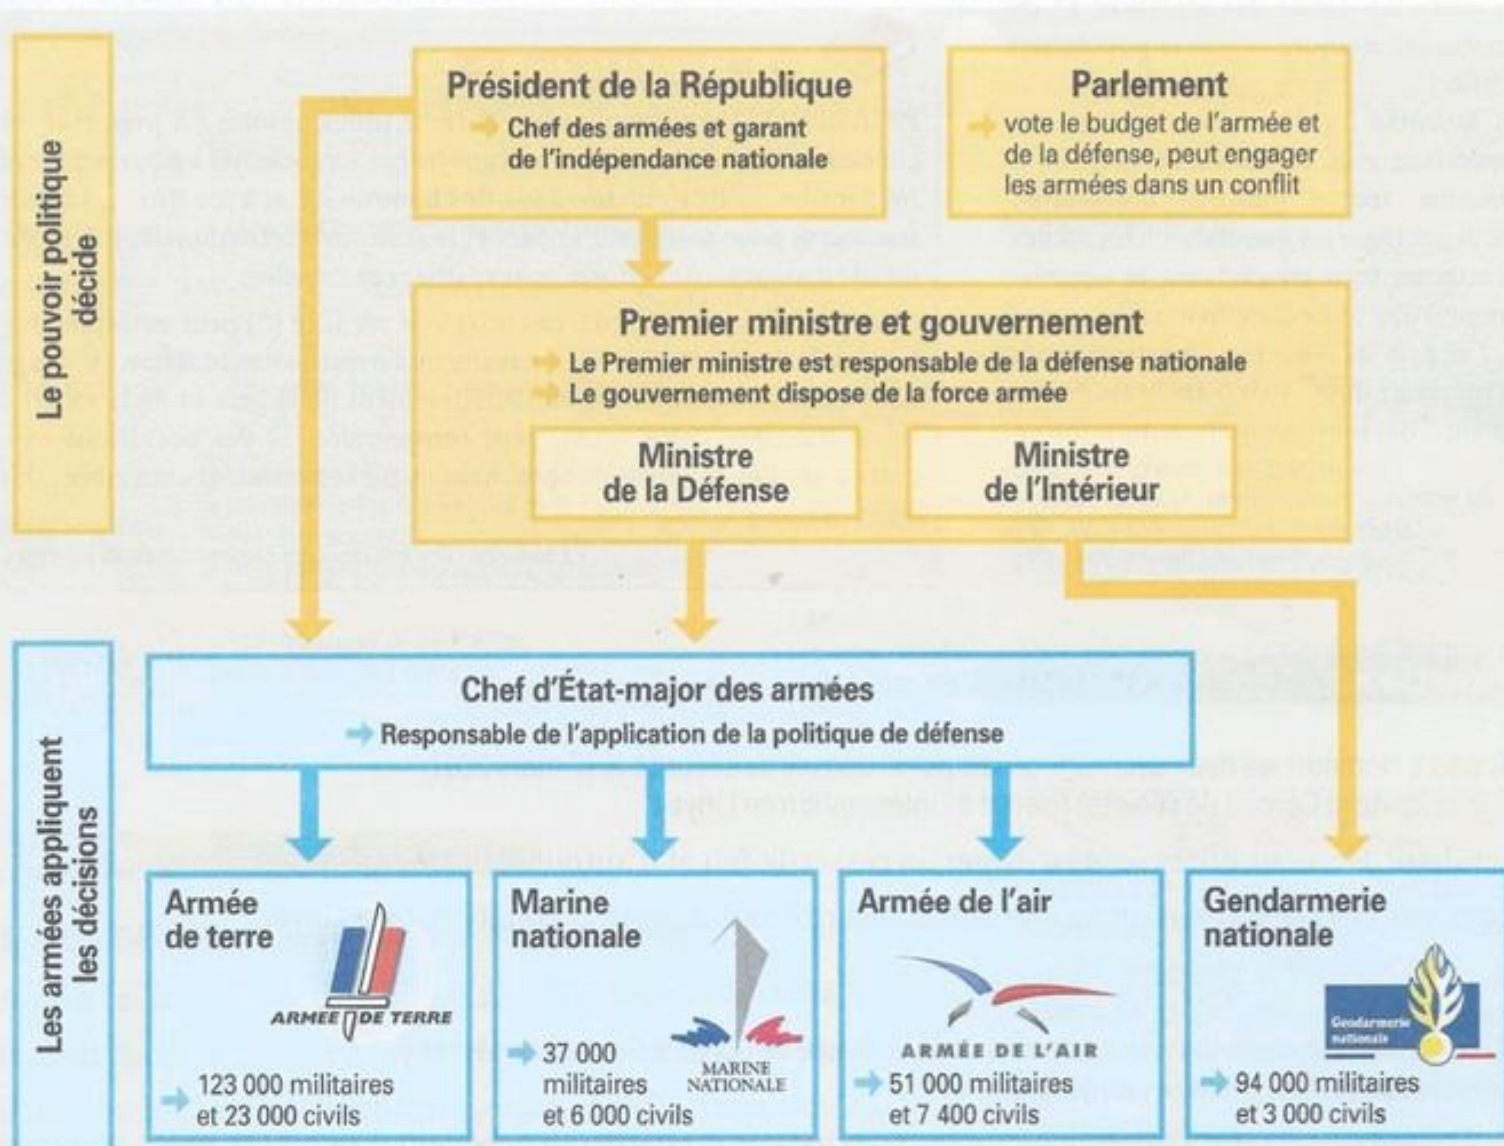 Le pouvoir politique
décide
Président de la République
Chef des armées et garant
de l'indépendance nationale
Parlement
vote le budget de l'armée et
de la défense, peut engager
les armées dans un conflit
Premier ministre et gouvernement
Le Premier ministre est responsable de la défense nationale
Le gouvernement dispose de la force armée
Ministre
de la Défense
Ministre
de l'Intérieur
Les armées appliquent
les décisions
Chef d'État-major des armées
Responsable de l'application de la politique de défense
Armée
de terre
ARMEE DE TERRE
123 000 militaires
et 23 000 civils
Marine
nationale
MARINE
NATIONALE
37 000
militaires
et 6 000 civils
Armée de l'air
ARMÉE DE L'AIR
51 000 militaires
et 7 400 civils
Gendarmerie
nationale
Gendarmerie
nationale
94 000 militaires
et 3 000 civils